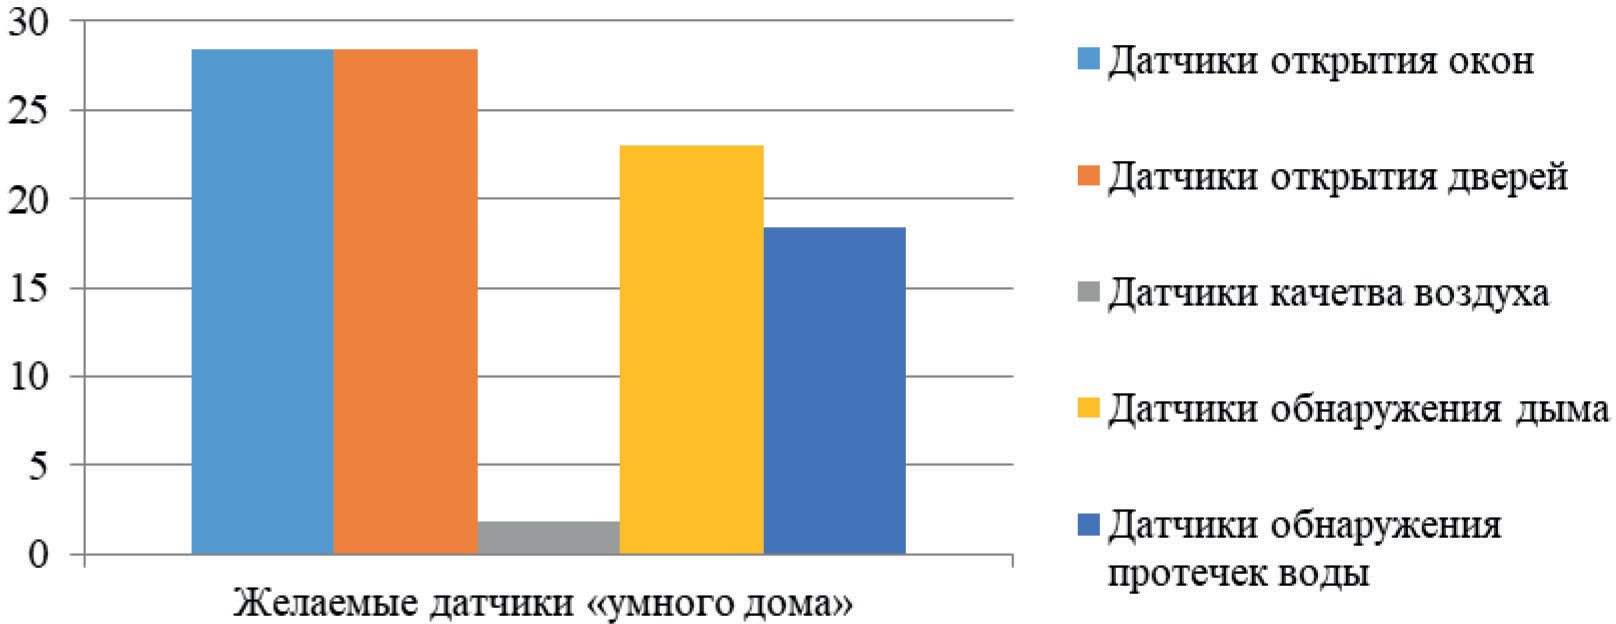 30
25
20
15
10
5
0
Желаемые датчики «умного дома»
Датчики открытия окон
Датчики открытия дверей
Датчики качетва воздуха
Датчики обнаружения дыма
Датчики обнаружения
протечек воды